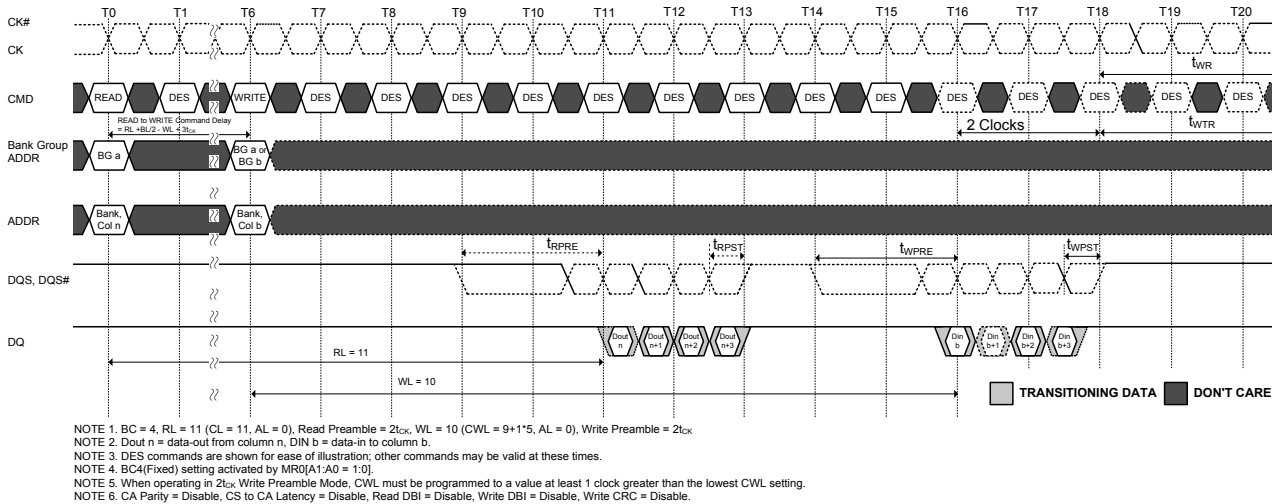 T0 T1 T6 T7 T8 T9 T10 T11 T12 T13 T14 T15 T16 T17 T18 T19 T20
CK#
CK
tWR
CMD READ DES WRITE DES DES DES DES DES DES DES DES DES DES DES DES DES DES
READ to WRITE Command Delay
= RL +BL/2 - WL + 3tCK
2 Clocks
tWTR
Bank Group
ADDR
BG a
BG a or
BG b
ADDR
Bank,
Col n
Bank,
Col b
tRPRE tRPST tWPRE tWPST
DQS, DQS#
DQ
Dout
n
Dout
n+1
Dout
n+2
Dout
n+3
Din
b
Din
b+1
Din
b+2
Din
b+3
RL = 11
WL = 10
TRANSITIONING DATA DON'T CARE
NOTE 1. BC = 4, RL = 11 (CL = 11, AL = 0), Read Preamble = 2tCK, WL = 10 (CWL = 9+1*5, AL = 0), Write Preamble = 2tCK
NOTE 2. Dout n = data-out from column n, DIN b = data-in to column b.
NOTE 3. DES commands are shown for ease of illustration; other commands may be valid at these times.
NOTE 4. BC4(Fixed) setting activated by MR0[A1:A0 = 1:0].
NOTE 5. When operating in 2tCK Write Preamble Mode, CWL must be programmed to a value at least 1 clock greater than the lowest CWL setting.
NOTE 6. CA Parity = Disable, CS to CA Latency = Disable, Read DBI = Disable, Write DBI = Disable, Write CRC = Disable.